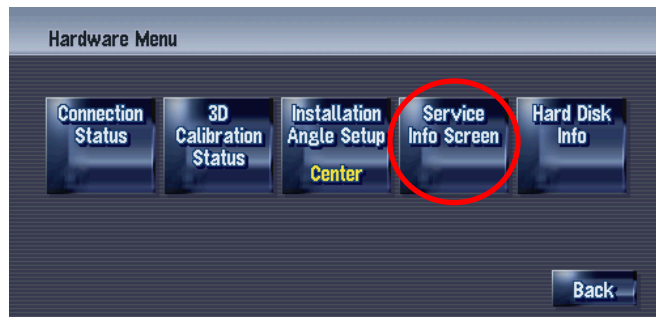 Hardware Menu
Connection
Status
3D
Calibration
Status
Installation
Angle Setup
Center
Service
Info Screen
Hard Disk
Info
Back